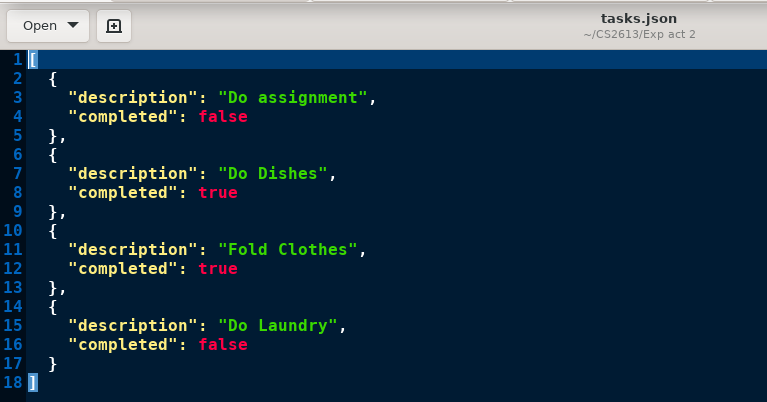 Open
tasks.json
~/CS2613/Exp act 2
1 [
2   {
3     "description": "Do assignment",
4     "completed": false
5   },
6   {
7     "description": "Do Dishes",
8     "completed": true
9   },
10   {
11     "description": "Fold Clothes",
12     "completed": true
13   },
14   {
15     "description": "Do Laundry",
16     "completed": false
17   }
18 ]